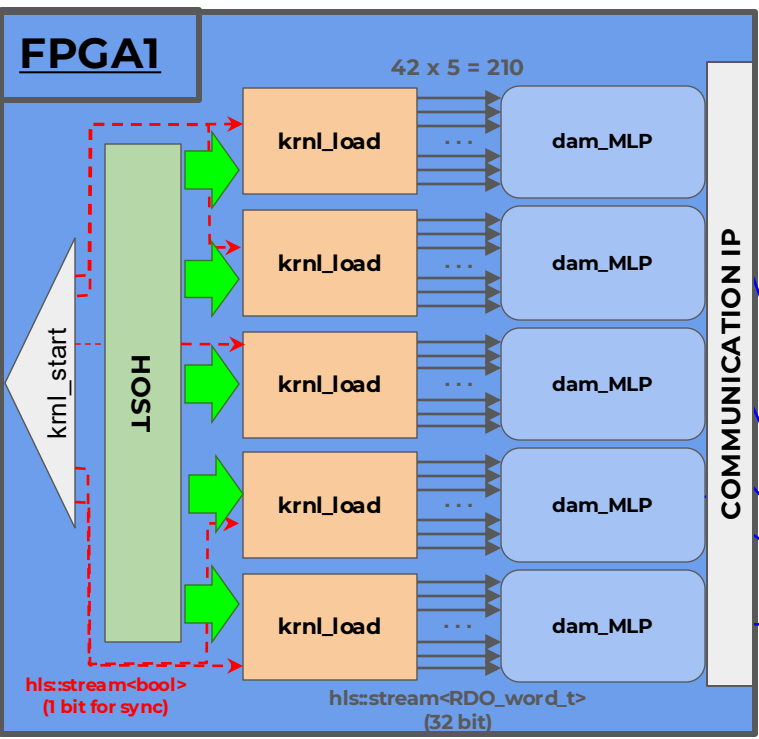 FPGA1
42 x 5 = 210
krnl_load
. . .
dam_MLP
krnl_load
. . .
dam_MLP
krnl_start
HOST
krnl_load
. . .
dam_MLP
COMMUNICATION IP
krnl_load
. . .
dam_MLP
krnl_load
. . .
dam_MLP
hls::stream<bool>
(1 bit for sync)
hls::stream<RDO_word_t>
(32 bit)